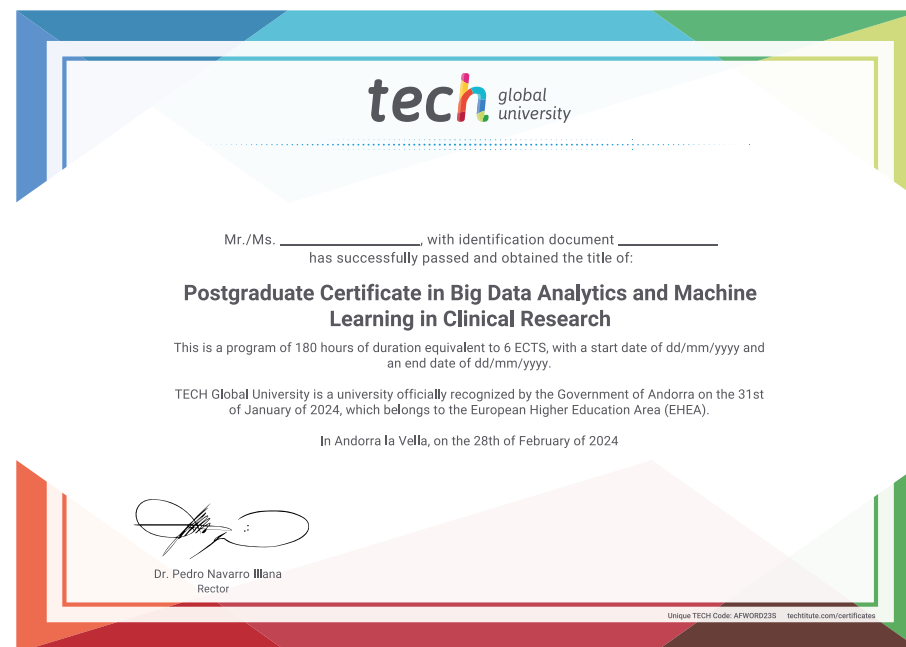 tech global
university
Mr./Ms. ____________, with identification document ____________
has successfully passed and obtained the title of:
Postgraduate Certificate in Big Data Analytics and Machine
Learning in Clinical Research
This is a program of 180 hours of duration equivalent to 6 ECTS, with a start date of dd/mm/yyyy and
an end date of dd/mm/yyyy.
TECH Global University is a university officially recognized by the Government of Andorra on the 31st
of January of 2024, which belongs to the European Higher Education Area (EHEA).
In Andorra la Vella, on the 28th of February of 2024
Dr. Pedro Navarro Illana
Rector
Unique TECH Code: AFWORD23S techtitute.com/certificates